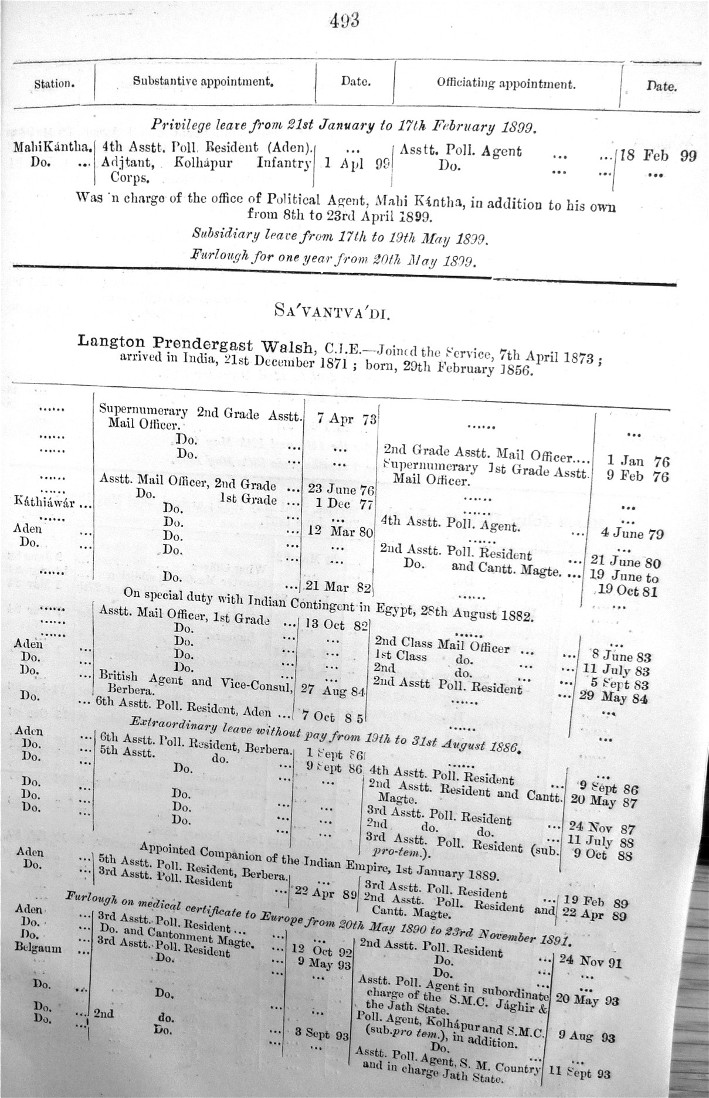 493
Station. Substantive appointment. Date. Officiating appointment. Date.
Privilege leave from 21st January to 17th February 1899.
Mahi Kántha. 4th Asstt. Poll. Resident (Aden). ... Asstt. Poll. Agent ... ... 18 Feb 99
Do. ... Adjtant, Kolhápur Infantry 1 Apl 99 Do. ... ... ...
Corps.
Was 'n charge of the office of Political Agent, Mahi Kántha, in addition to his own
from 8th to 23rd April 1899.
Subsidiary leave from 17th to 19th May 1899.
Furlough for one year from 20th May 1899.
SA'VANTVA'DI.
Langton Prendergast Walsh, C.I.E.—Joined the Service, 7th April 1873 ;
arrived in India, 21st December 1871 ; born, 29th February 1856.
...... Supernumerary 2nd Grade Asstt. 7 Apr 73 ...... ...
Mail Officer.
...... Do. ... ... 2nd Grade Asstt. Mail Officer.... 1 Jan 76
...... Do. ... ... Supernumerary 1st Grade Asstt. 9 Feb 76
Mail Officer.
...... Asstt. Mail Officer, 2nd Grade ... 23 June 76 ...... ...
...... Do. 1st Grade ... 1 Dec 77 ...... ...
Káthiáwár ... Do. ... ... 4th Asstt. Poll. Agent. ... 4 June 79
...... Do. ... 12 Mar 80 ...... ...
Aden ... Do. ... ... 2nd Asstt. Poll. Resident ... 21 June 80
Do. ... Do. ... ... Do. and Cantt. Magte. ... 19 June to
19 Oct 81
...... Do. ... 21 Mar 82 ...... ...
On special duty with Indian Contingent in Egypt, 28th August 1882.
...... Asstt. Mail Officer, 1st Grade ... 13 Oct 82 ...... ...
...... Do. ... ... 2nd Class Mail Officer ... ... 8 June 83
...... Do. ... ... 1st Class do. ... 11 July 83
Aden ... Do. ... ... 2nd do. ... 5 Sept 83
Do. ... Do. ... ... 2nd Asstt Poll. Resident ... 29 May 84
Do. ... British Agent and Vice-Consul, 27 Aug 84 ...... ...
Berbera.
Do. ... 6th Asstt. Poll. Resident, Aden ... 7 Oct 85 ...... ...
Extraordinary leave without pay from 19th to 31st August 1886.
Aden ... 6th Asstt. Poll. Resident, Berbera. 1 Sept 86 ...... ...
Do. ... 5th Asstt. do. 9 Sept 86 4th Asstt. Poll. Resident ... 9 Sept 86
Do. ... Do. ... ... 2nd Asstt. Resident and Cantt. 20 May 87
Magte.
Do. ... Do. ... ... 3rd Asstt. Poll. Resident ... 24 Nov 87
Do. ... Do. ... ... 2nd do. do. ... 11 July 88
Do. ... Do. ... ... 3rd Asstt. Poll. Resident (sub. 9 Oct 88
pro-tem.).
Appointed Companion of the Indian Empire, 1st January 1889.
Aden ... 5th Asstt. Poll. Resident, Berbera. ... 3rd Asstt. Poll. Resident ... 19 Feb 89
Do. ... 3rd Asstt. Poll. Resident ... 22 Apr 89 2nd Asstt. Poll. Resident and 22 Apr 89
Cantt. Magte.
Furlough on medical certificate to Europe from 20th May 1890 to 23rd November 1891.
Aden ... 3rd Asstt. Poll. Resident ... ... 2nd Asstt. Poll. Resident ... 24 Nov 91
Do. ... Do. and Cantonment Magte. ... 12 Oct 92 Do. ... ...
Do. ... 3rd Asstt. Poll. Resident ... 9 May 93 Do. ... ...
Belgaum ... Do. ... ... Asstt. Poll. Agent in subordinate 20 May 93
charge of the S.M.C. Jághir &
the Jath State.
Do. ... Do. ... ... Poll. Agent, Kolhápur and S.M.C. 9 Aug 93
(sub. pro tem.), in addition.
Do. ... 2nd do. ... 3 Sept 93 Do. ... ...
Do. ... Do. ... ... Asstt. Poll. Agent, S. M. Country 11 Sept 93
and in charge Jath State.